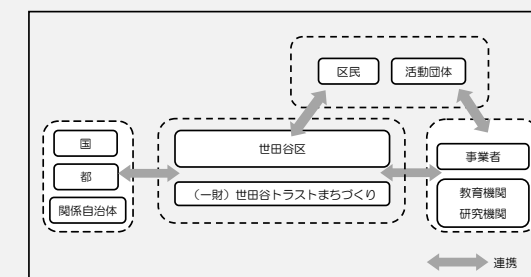 区民
活動団体
国
都
関係自治体
世田谷区
(一財)世田谷トラストまちづくり
事業者
教育機関
研究機関
連携